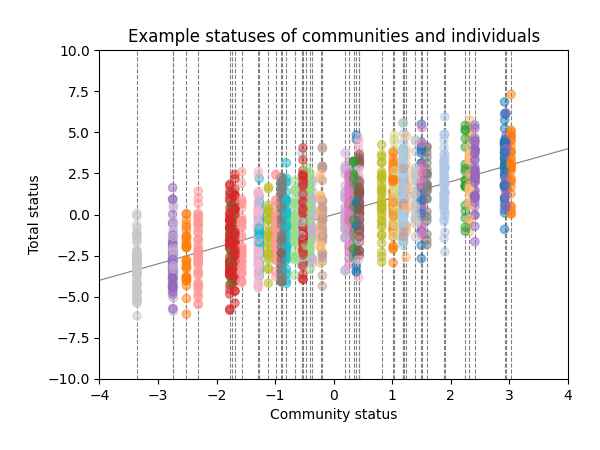 Example statuses of communities and individuals
10.0
7.5
5.0
2.5
0.0
−2.5
−5.0
−7.5
−10.0
Total status
−4 −3 −2 −1 0 1 2 3 4
Community status